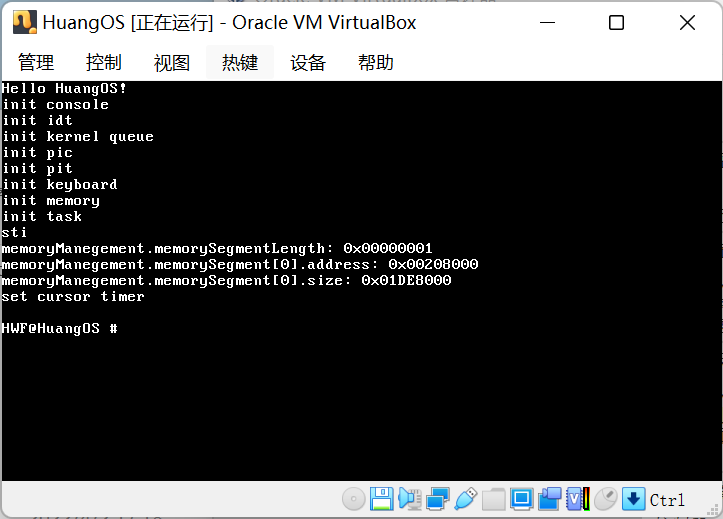 HuangOS [正在运行] - Oracle VM VirtualBox
管理 控制 视图 热键 设备 帮助
Hello HuangOS!
init console
init idt
init kernel queue
init pic
init pit
init keyboard
init memory
init task
sti
memoryManegement.memorySegmentLength: 0x00000001
memoryManegement.memorySegment[0].address: 0x00208000
memoryManegement.memorySegment[0].size: 0x01DE8000
set cursor timer
HWF@HuangOS #
Ctrl